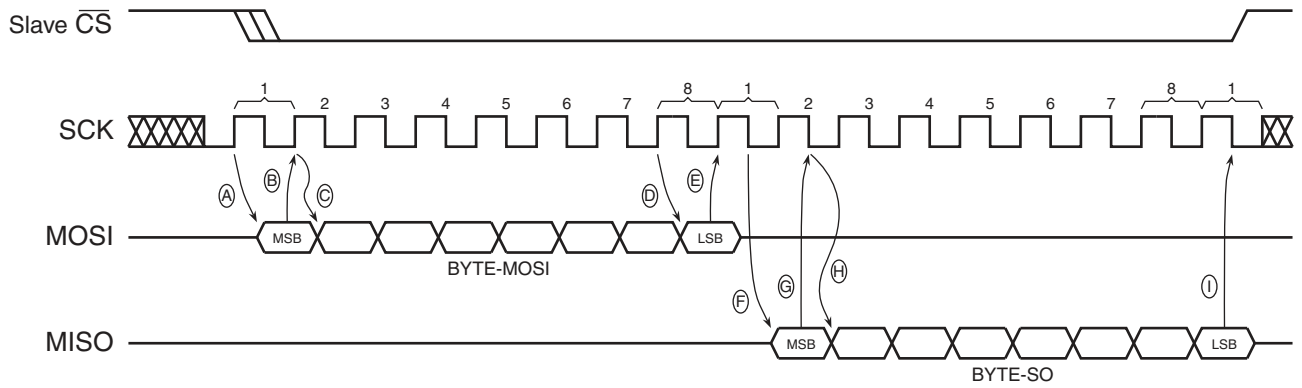 Slave CS
1 2 3 4 5 6 7 8 1 2 3 4 5 6 7 8 1
SCK
A B C D E
MOSI MSB LSB
BYTE-MOSI
F G H I
MISO MSB LSB
BYTE-SO